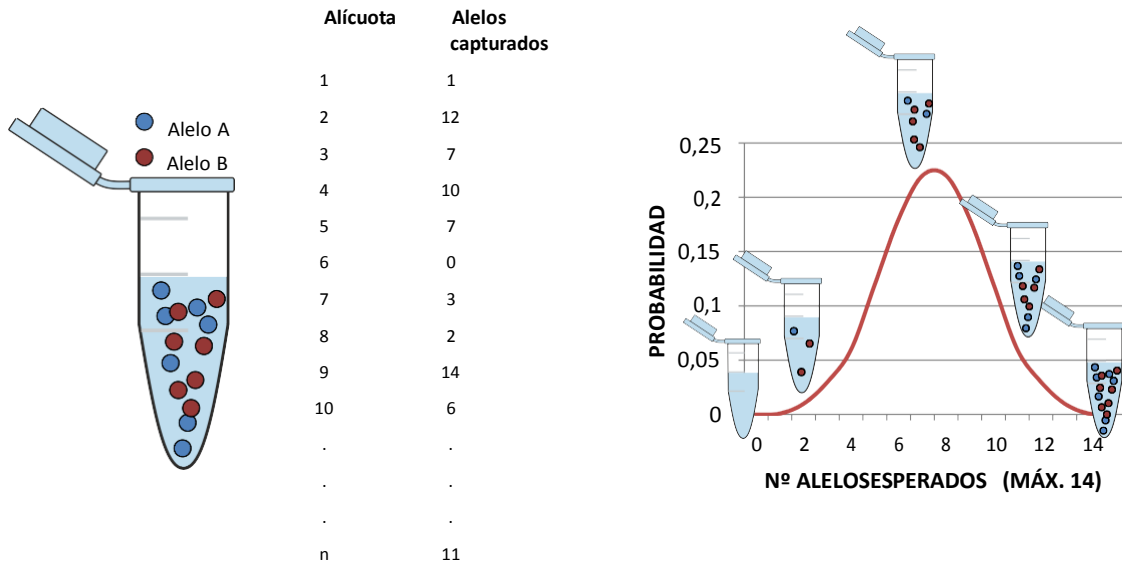 Alelo A
Alelo B
Alícuota Alelos
capturados
1 1
2 12
3 7
4 10
5 7
6 0
7 3
8 2
9 14
10 6
. .
. .
. .
n 11
PROBABILIDAD
0,25
0,2
0,15
0,1
0,05
0
0 2 4 6 8 10 12 14
Nº ALELOSESPERADOS (MÁX. 14)